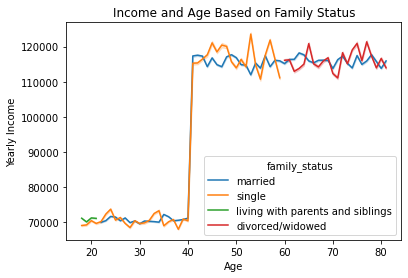 Income and Age Based on Family Status
120000
110000
100000
90000
80000
70000
Yearly Income
family_status
married
single
living with parents and siblings
divorced/widowed
20 30 40 50 60 70 80
Age